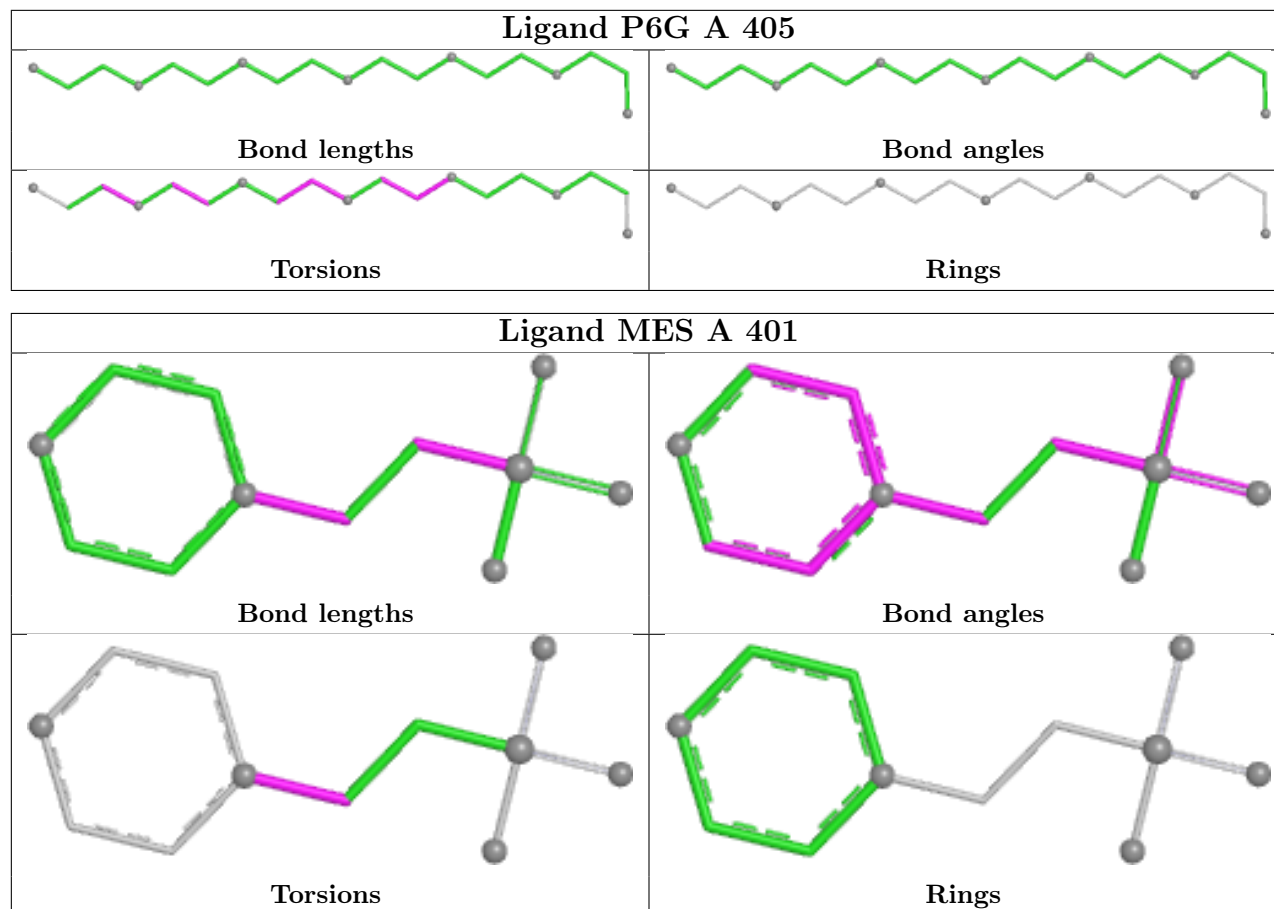 Ligand P6G A 405
Bond lengths
Bond angles
Torsions
Rings
Ligand MES A 401
Bond lengths
Bond angles
Torsions
Rings